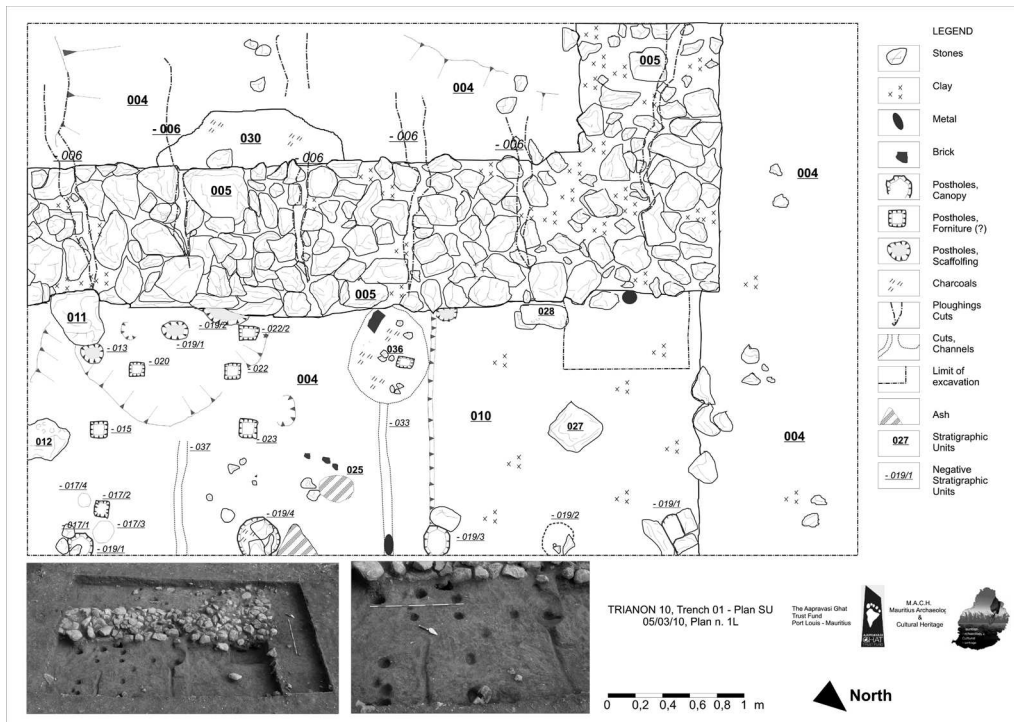 005
004
004
- 006
030
- 006
- 006
- 006
- 006
004
005
005
011
028
- 019/2
- 022/2
- 019/1
- 013
- 020
- 022
036
004
010
027
004
- 015
- 023
- 033
012
- 037
025
- 017/4
- 017/2
- 017/3
- 017/1
- 019/1
- 019/4
- 019/3
- 019/2
- 019/1
LEGEND
Stones
Clay
Metal
Brick
Postholes,
Canopy
Postholes,
Forniture (?)
Postholes,
Scaffolfing
Charcoals
Ploughings
Cuts
Cuts,
Channels
Limit of
excavation
Ash
027
Stratigraphic
Units
- 019/1
Negative
Stratigraphic
Units
TRIANON 10, Trench 01 - Plan SU
05/03/10, Plan n. 1L
The Aapravasi Ghat
Trust Fund
Port Louis - Mauritius
AAPRAVASI
GHAT
M.A.C.H.
Mauritius Archaeolo
&
Cultural Heritage
0 0,2 0,4 0,6 0,8 1 m
North